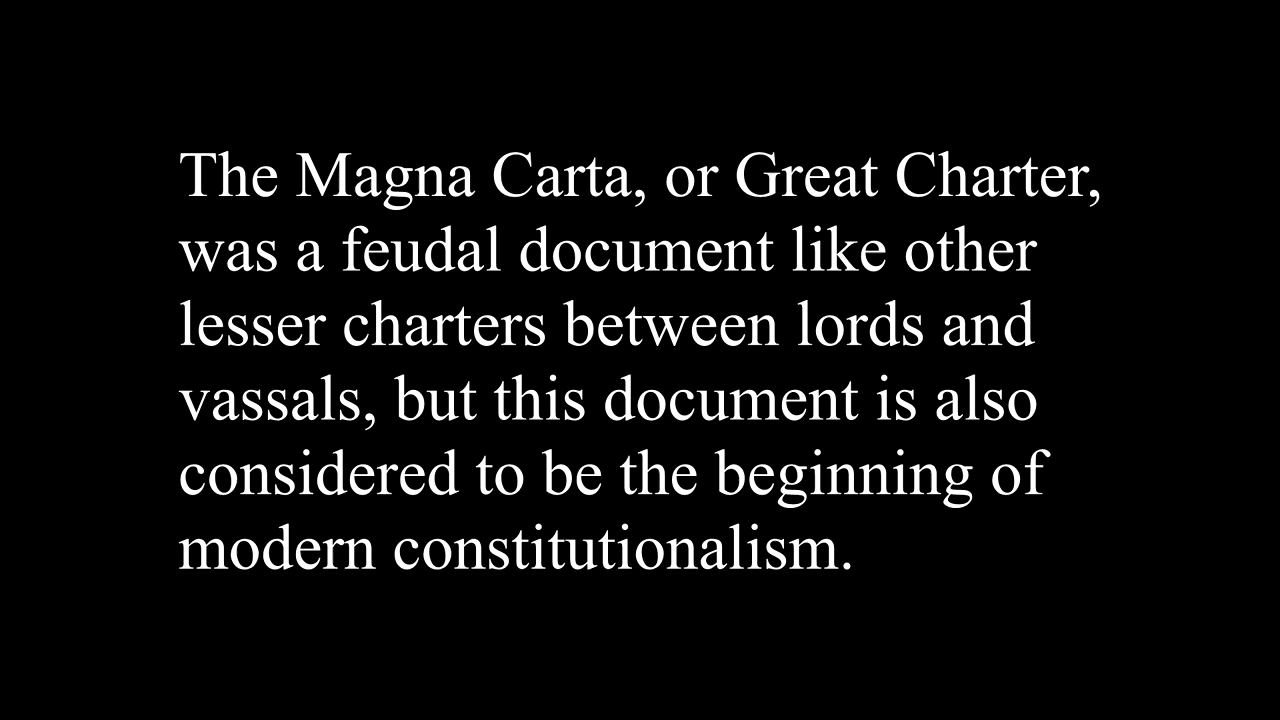 The Magna Carta, or Great Charter,
was a feudal document like other
lesser charters between lords and
vassals, but this document is also
considered to be the beginning of
modern constitutionalism.